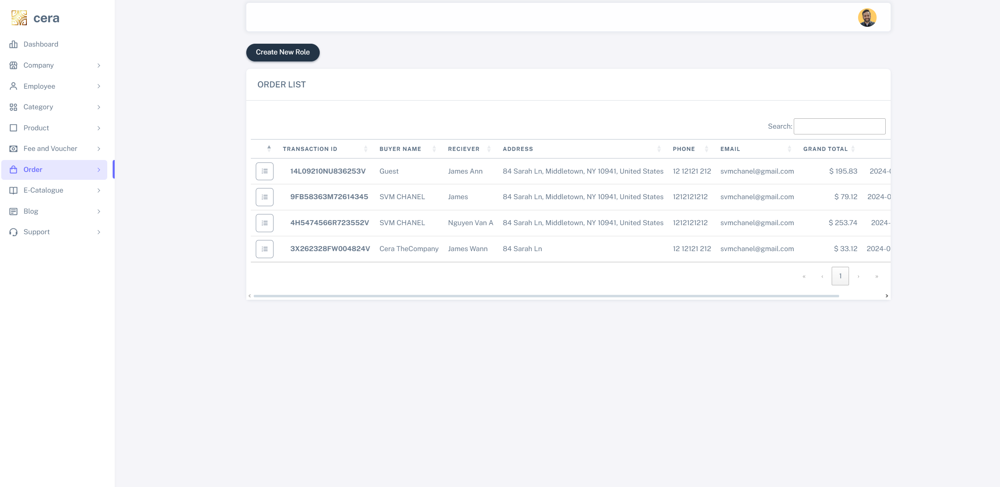 cera
Dashboard
Company
Employee
Category
Product
Fee and Voucher
Order
E-Catalogue
Blog
Support
Create New Role
ORDER LIST
Search:
TRANSACTION ID BUYER NAME RECIEVER ADDRESS PHONE EMAIL GRAND TOTAL
14L09210NU836253V Guest James Ann 84 Sarah Ln, Middletown, NY 10941, United States 12 12121 212 svmchanel@gmail.com $ 195.83 2024-0
9FB58363M72614345 SVM CHANEL James 84 Sarah Ln, Middletown, NY 10941, United States 1212121212 svmchanel@gmail.com $ 79.12 2024-0
4H5474566R723552V SVM CHANEL Nguyen Van A 84 Sarah Ln, Middletown, NY 10941, United States 1212121212 svmchanel@gmail.com $ 253.74 2024-
3X262328FW004824V Cera TheCompany James Wann 84 Sarah Ln 12 12121 212 svmchanel@gmail.com $ 33.12 2024-0
« ‹ 1 › »